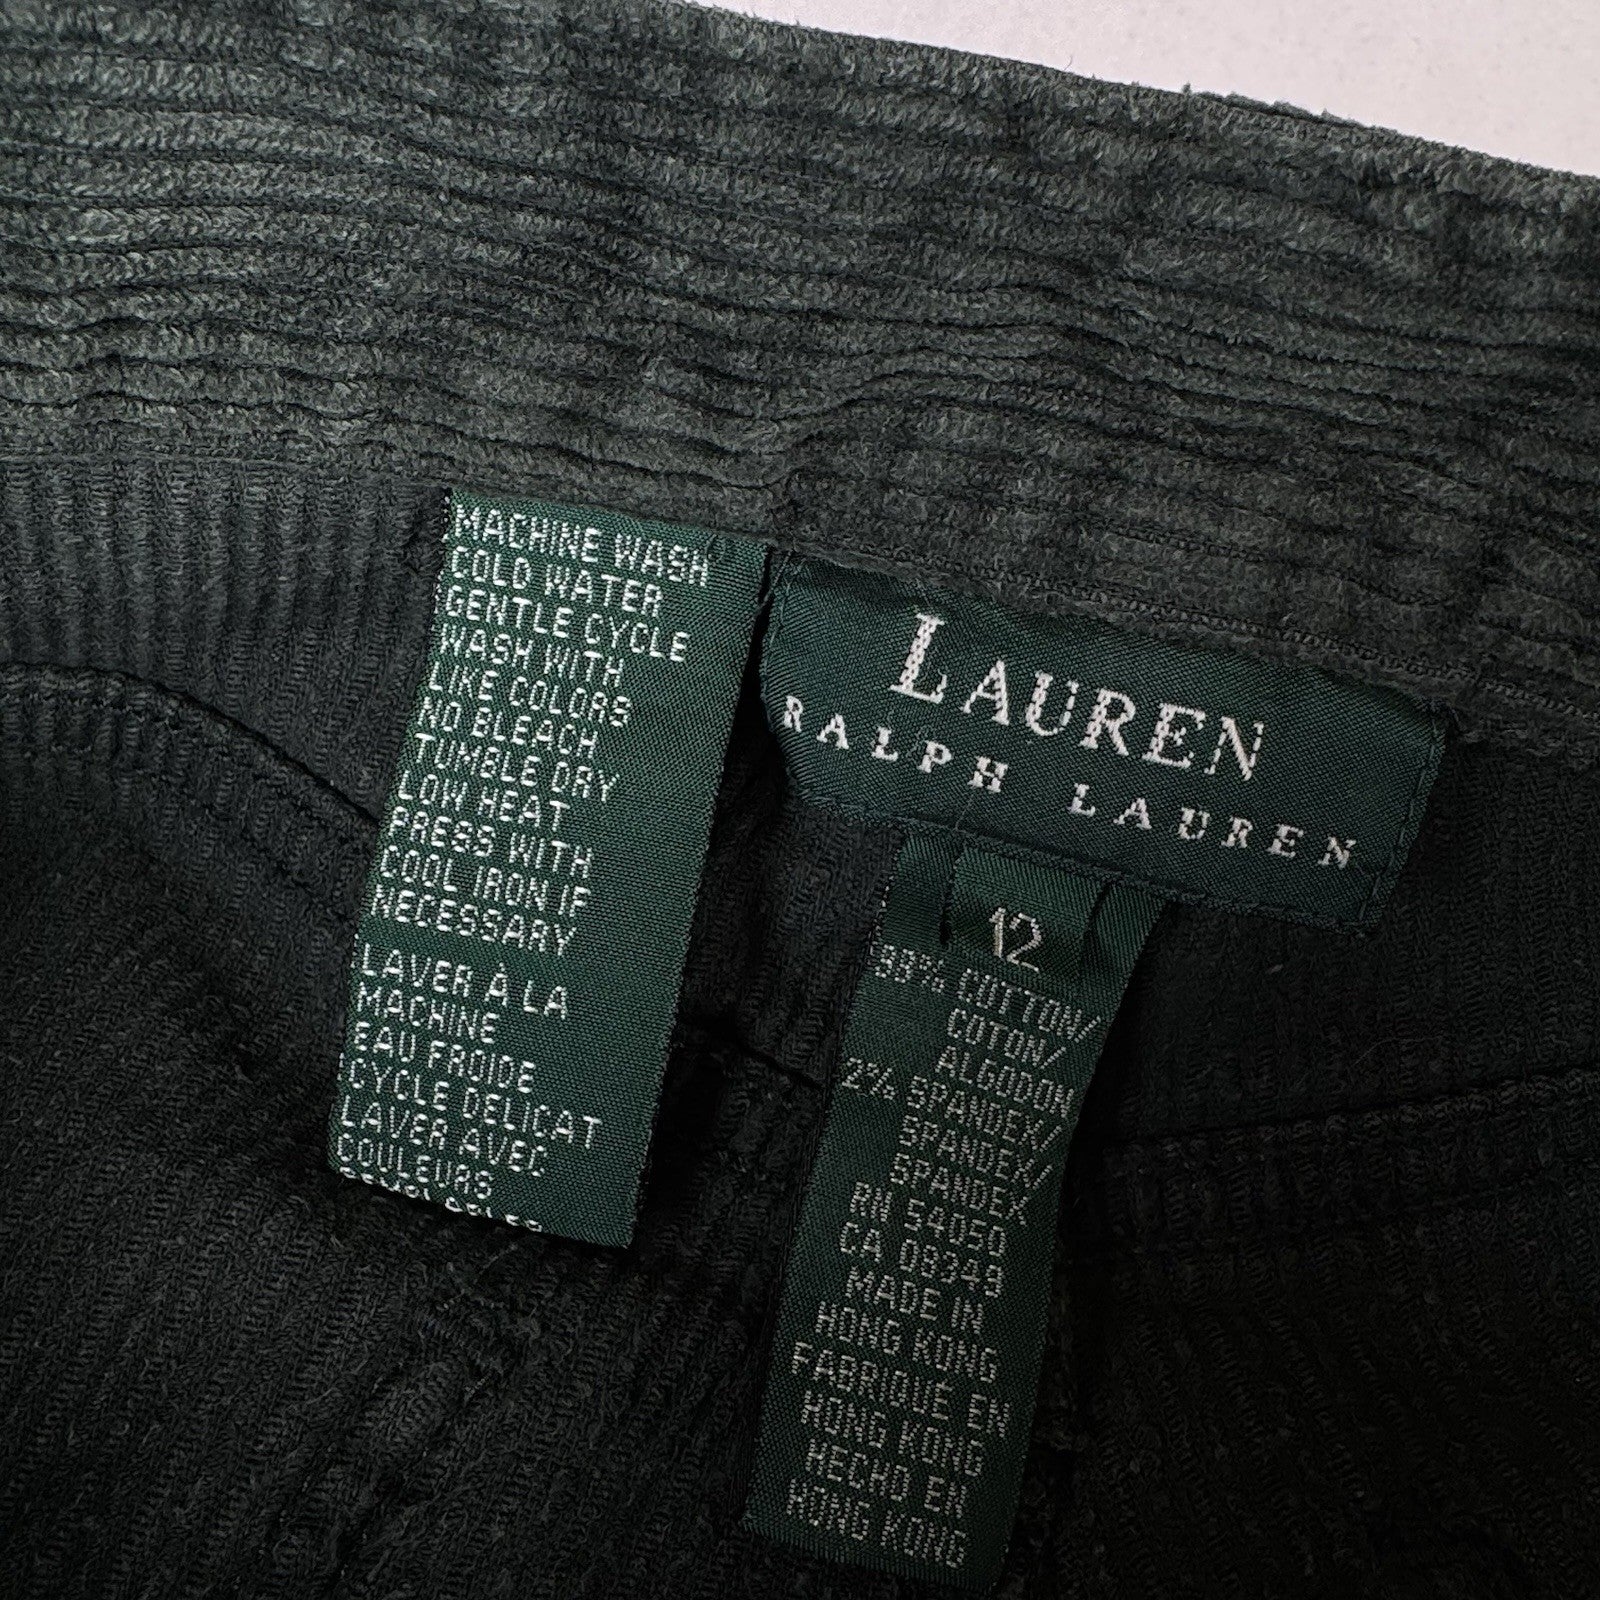 MACHINE WASH
COLD WATER
GENTLE CYCLE
WASH WITH
LIKE COLORS
NO BLEACH
TUMBLE DRY
LOW HEAT
PRESS WITH
COOL IRON IF
NECESSARY
LAVER À LA
MACHINE
EAU FROIDE
CYCLE DELICAT
LAVER AVEC
COULEURS
LAUREN
RALPH LAUREN
12
COTTON/
COTON/
ALGODON
2% SPANDEX/
SPANDEX/
SPANDEX
RN 54050
CA 08349
MADE IN
HONG KONG
FABRIQUE EN
HONG KONG
HECHO EN
HONG KONG